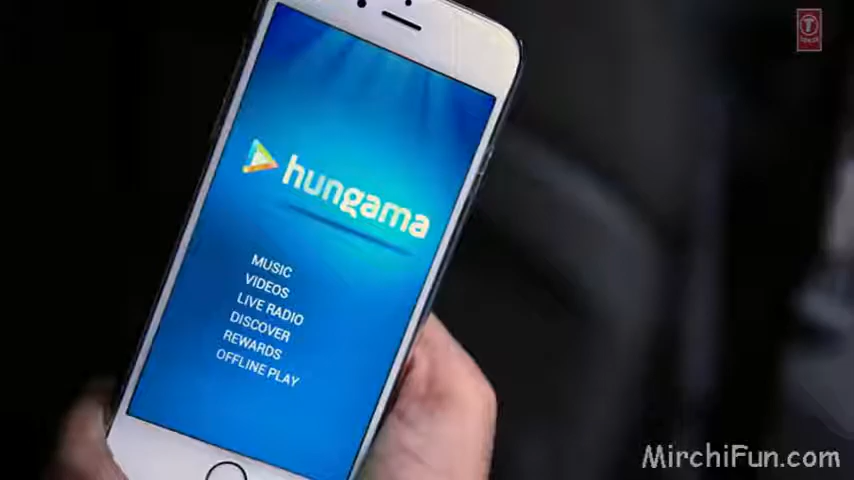 T
hungama
MUSIC
VIDEOS
LIVE RADIO
DISCOVER
REWARDS
OFFLINE PLAY
MirchiFun.com